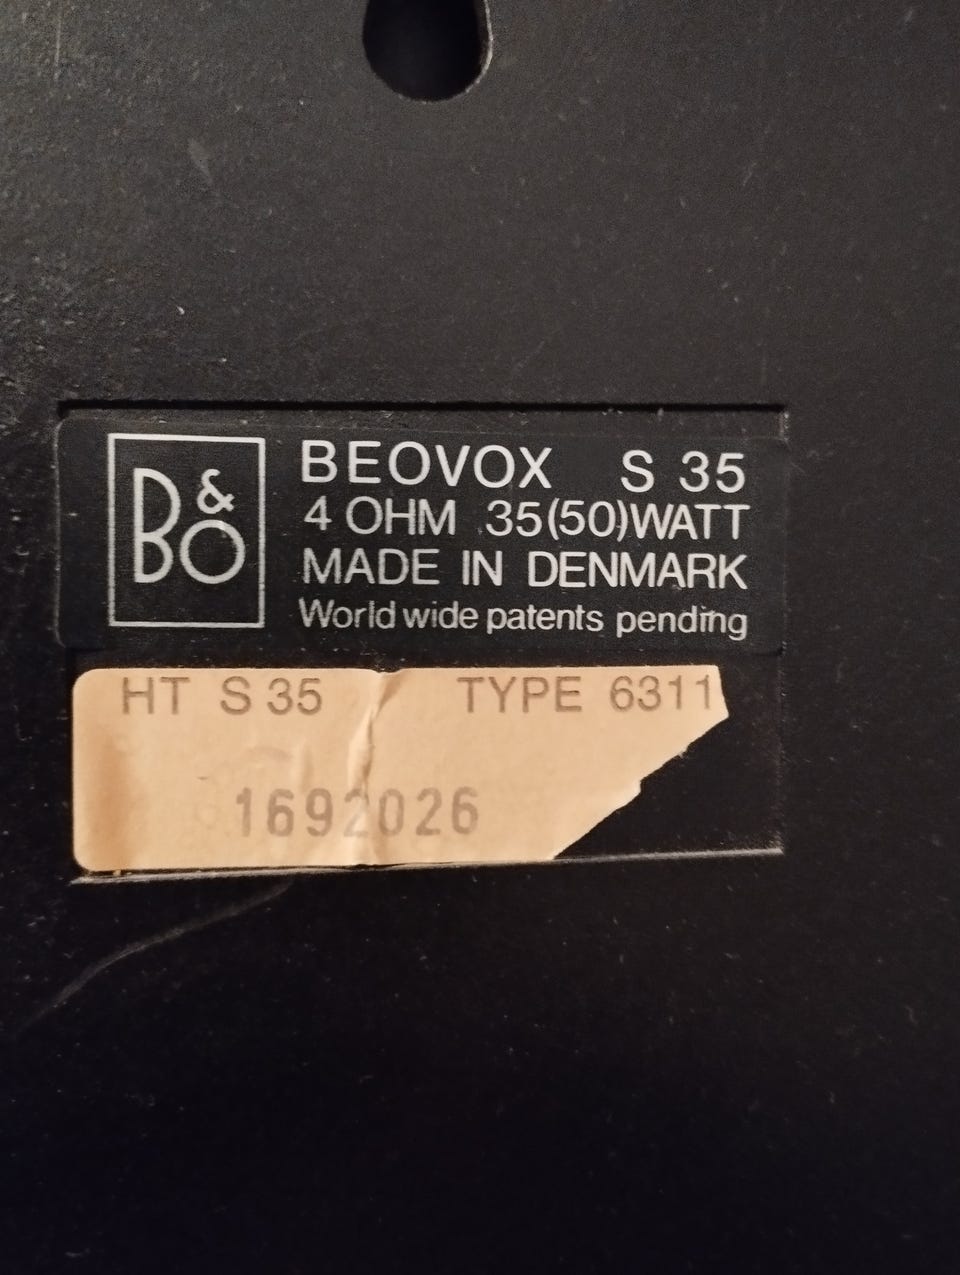 B&O
BEOVOX S 35
4 OHM 35(50)WATT
MADE IN DENMARK
World wide patents pending
HT S 35 TYPE 6311
1692026